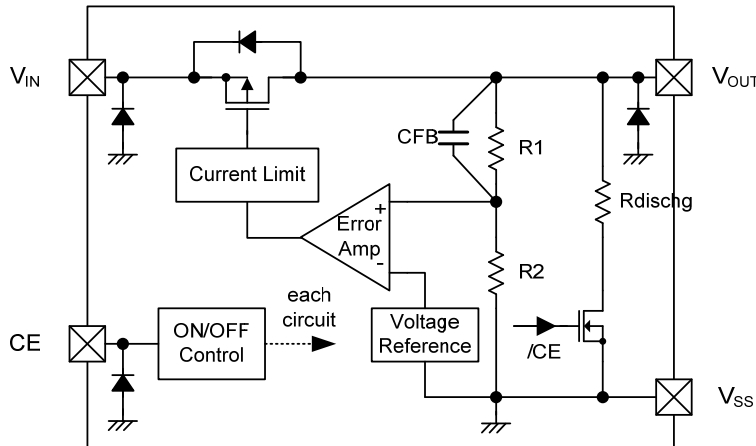 VIN
VOUT
CFB
R1
Current Limit
Rdischg
+
Error
Amp
-
R2
each
circuit
CE
ON/OFF
Control
Voltage
Reference
/CE
VSS